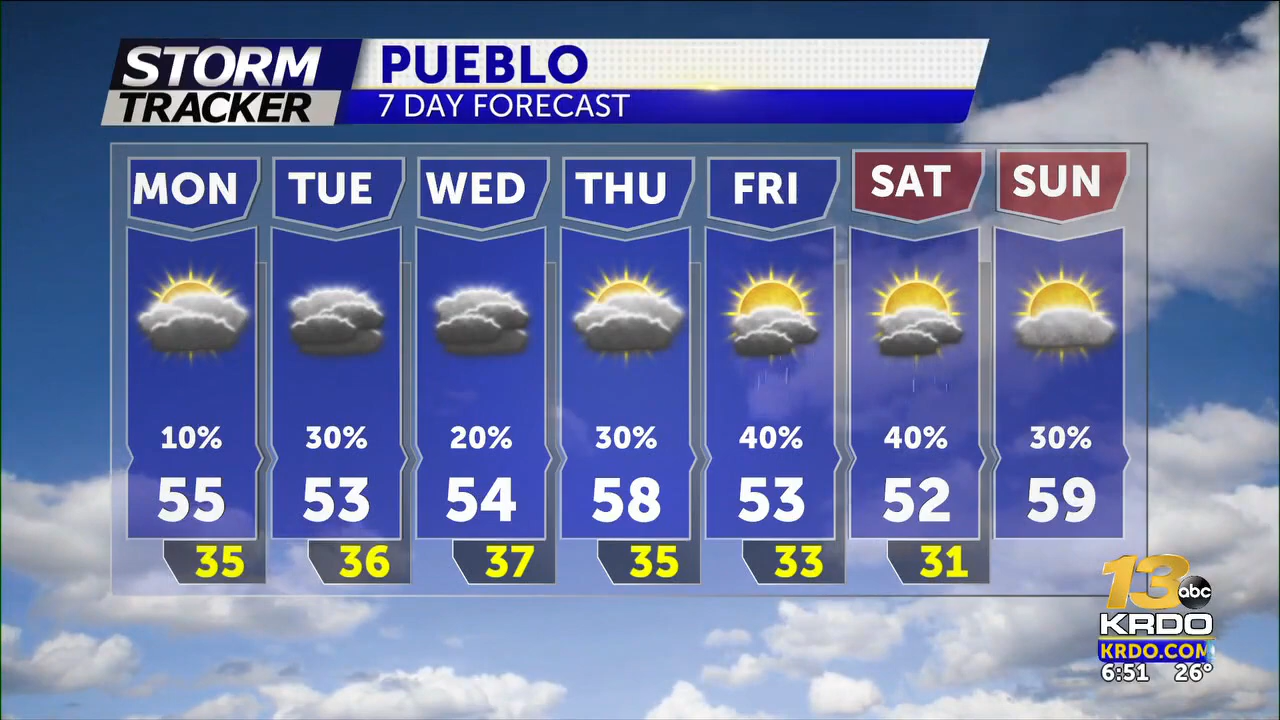 STORM
TRACKER
PUEBLO
7 DAY FORECAST
MON TUE WED THU FRI SAT SUN
10% 30% 20% 30% 40% 40% 30%
55 53 54 58 53 52 59
35 36 37 35 33 31
13 abc
KRDO
KRDO.COM
6:51 26°